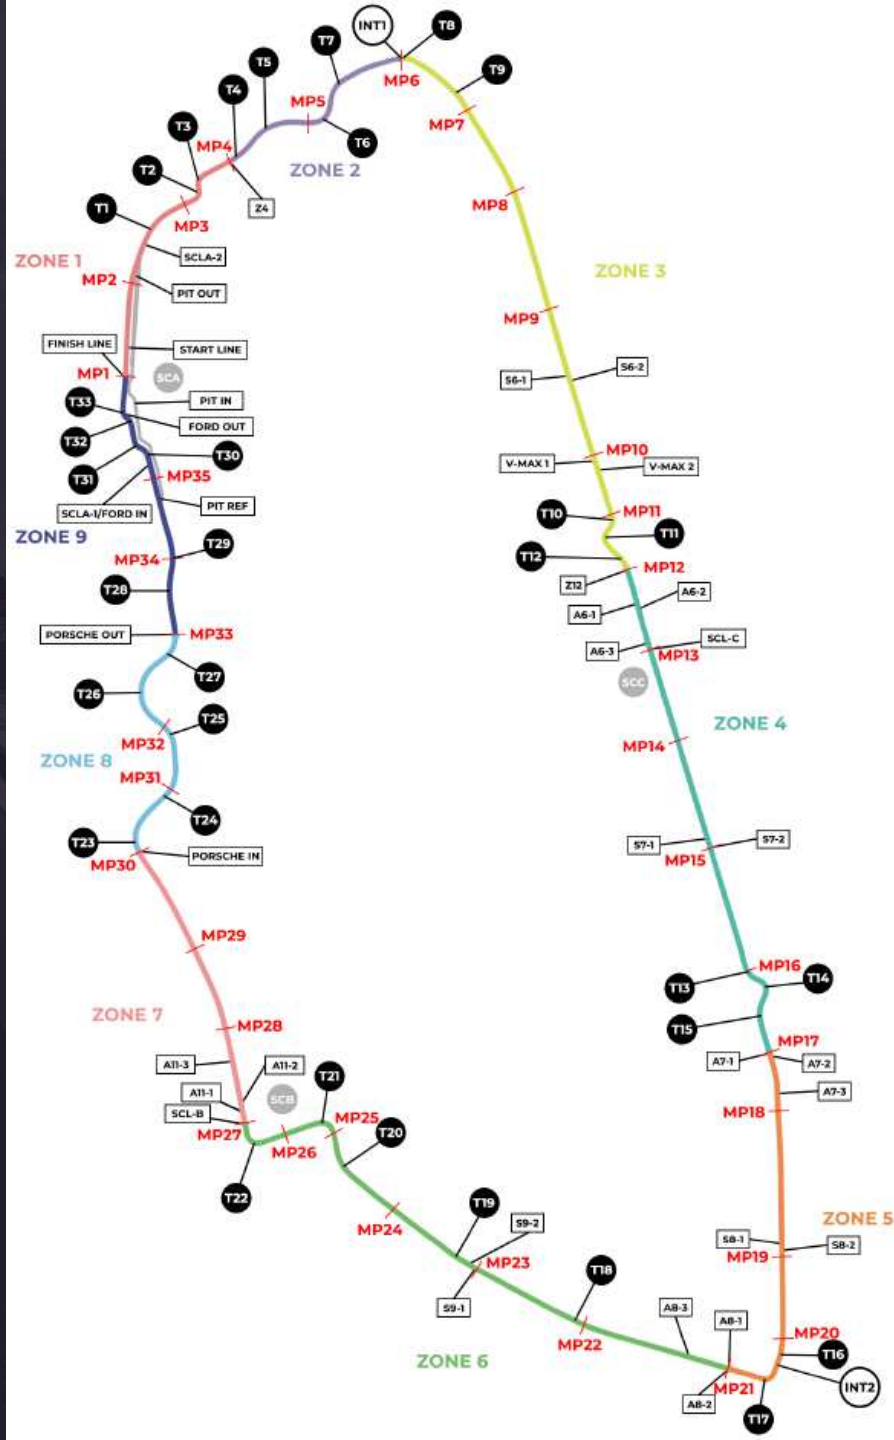 INT1
T8
T7
T5
T9
MP6
T4
MP5
MP7
T3
MP4
T6
T2
ZONE 2
MP8
T1
Z4
MP3
ZONE 1
SCLA-2
ZONE 3
MP2
PIT OUT
MP9
FINISH LINE
START LINE
MP1
SCA
S6-1
S6-2
T33
PIT IN
FORD OUT
T32
T30
MP10
T31
MP35
V-MAX 1
V-MAX 2
SCLA-1/FORD IN
PIT REF
T10
MP11
ZONE 9
T11
T29
MP34
T12
MP12
T28
Z12
A6-2
A6-1
PORSCHE OUT
MP33
SCL-C
A6-3
MP13
T27
SCC
T26
T25
ZONE 4
MP32
MP14
ZONE 8
MP31
T24
T23
S7-1
S7-2
MP30
PORSCHE IN
MP15
MP29
MP16
T14
T13
ZONE 7
MP28
T15
MP17
A11-3
A11-2
A7-1
A7-2
T21
A11-1
SCB
A7-3
SCL-B
MP18
MP27
MP25
T20
MP26
T22
T19
ZONE 5
MP24
S9-2
S8-1
S8-2
MP23
MP19
T18
S9-1
A8-3
A8-1
MP22
MP20
T16
ZONE 6
MP21
INT2
A8-2
T17